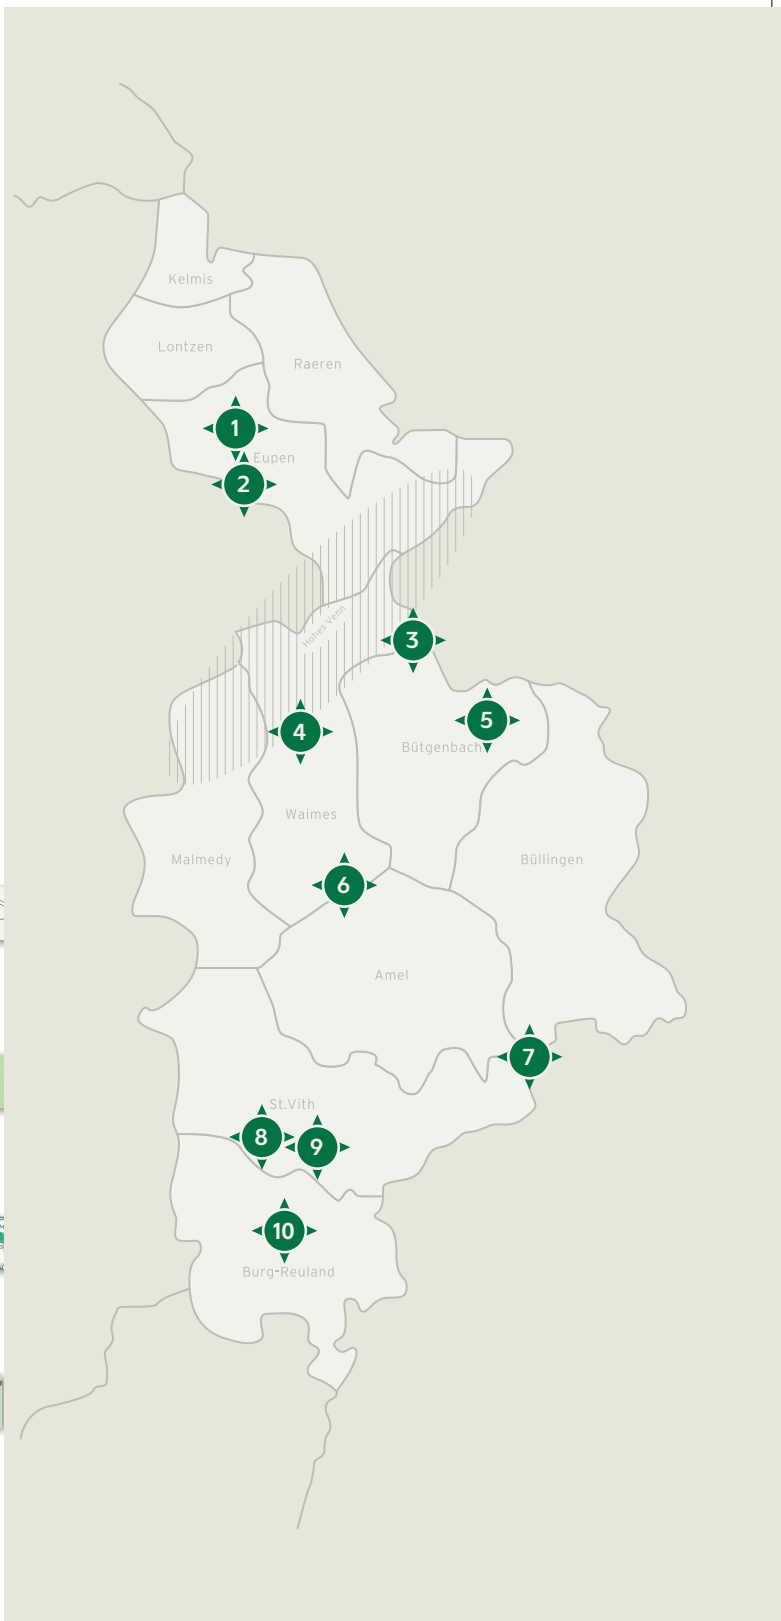 Kelmis
Lontzen
Raeren
1
Eupen
2
Hohes Venn
3
5
4
Bütgenbach
Waimes
Malmedy
Büllingen
6
Amel
7
St.Vith
8
9
10
Burg-Reuland